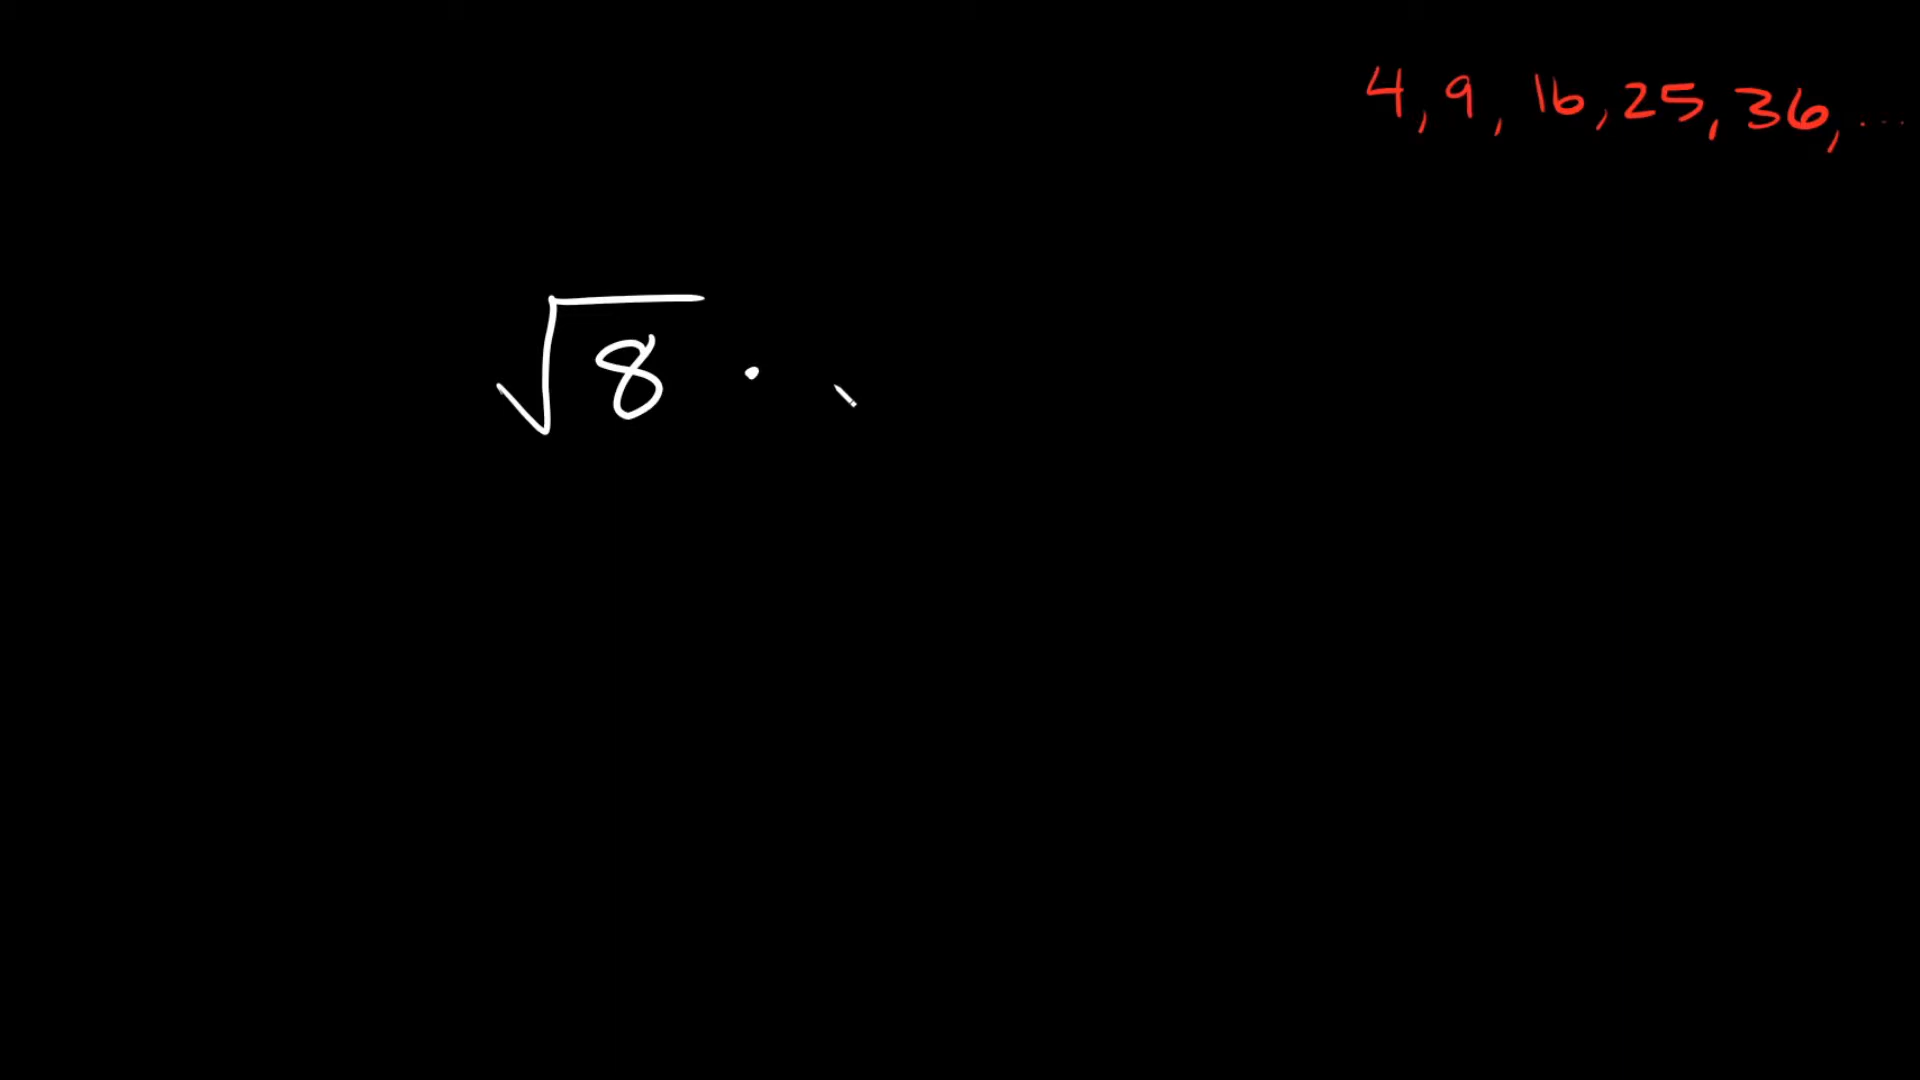 4, 9, 16, 25, 36, ...
√8 ·